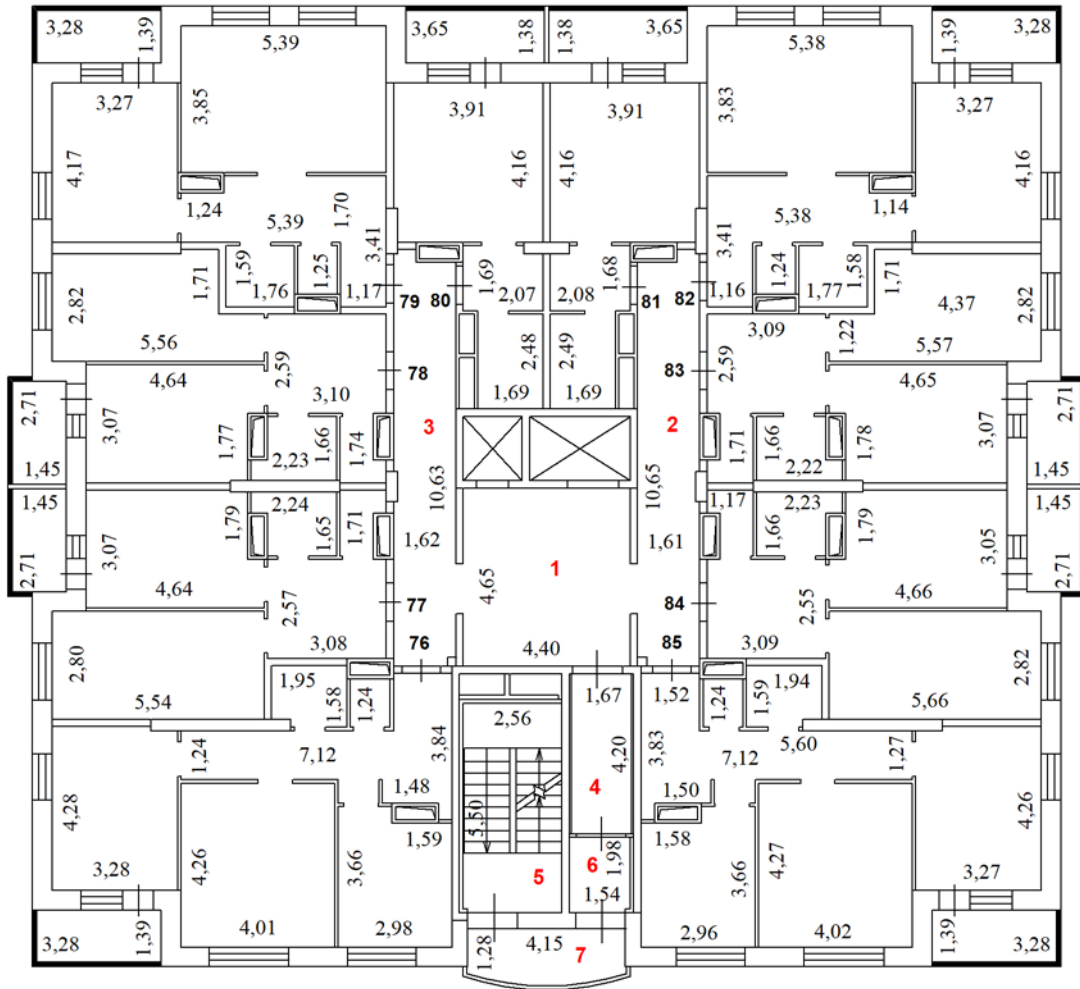 3,28 1,39 5,39 3,65 1,38 1,38 3,65 5,38 1,39 3,28
3,27 3,85 3,91 3,91 3,83 3,27
4,17 4,16 4,16 4,16
1,24 5,39 1,70 5,38 1,14
3,41 3,41
1,71 1,59 1,25 1,69 1,68 1,24 1,58 1,71
2,82 1,76 1,17 79 80 2,07 2,08 81 82 1,16 1,77 4,37 2,82
5,56 2,59 2,48 2,49 3,09 1,22 5,57
4,64 78 83 2,59 4,65
2,71 3,07 3,10 1,69 1,69 3,07 2,71
1,77 1,66 1,74 3 2 1,71 1,66 1,78
1,45 2,23 2,22 1,45
1,45 2,24 10,63 10,65 1,17 2,23 1,45
1,79 1,65 1,71 1,62 1,61 1,66 1,79
2,71 3,07 1 3,05 2,71
4,64 4,65 4,66
2,57 77 84 2,55
2,80 3,08 76 4,40 85 3,09 2,82
5,54 1,95 1,58 1,24 1,67 1,52 1,24 1,59 1,94 5,66
2,56
1,24 7,12 3,84 4,20 3,83 7,12 5,60 1,27
4,28 1,48 4 1,50 4,26
5,50 1,59 1,58
3,28 4,26 3,66 5 6 1,98 3,66 4,27 3,27
1,54
3,28 1,39 4,01 2,98 1,28 4,15 7 2,96 4,02 1,39 3,28